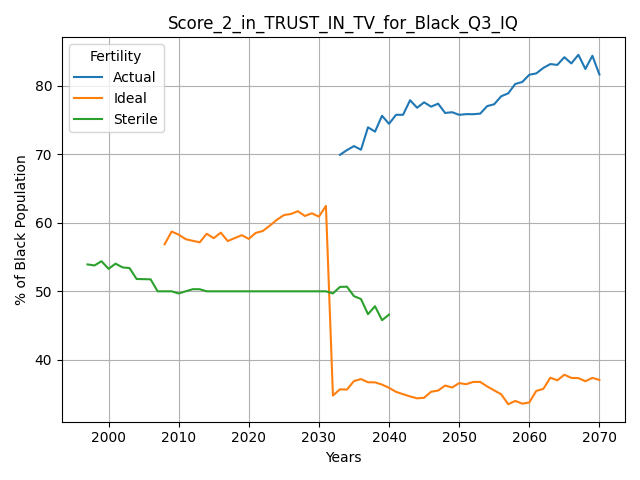 Score_2_in_TRUST_IN_TV_for_Black_Q3_IQ
Fertility
Actual
Ideal
Sterile
% of Black Population
80
70
60
50
40
2000
2010
2020
2030
2040
2050
2060
2070
Years